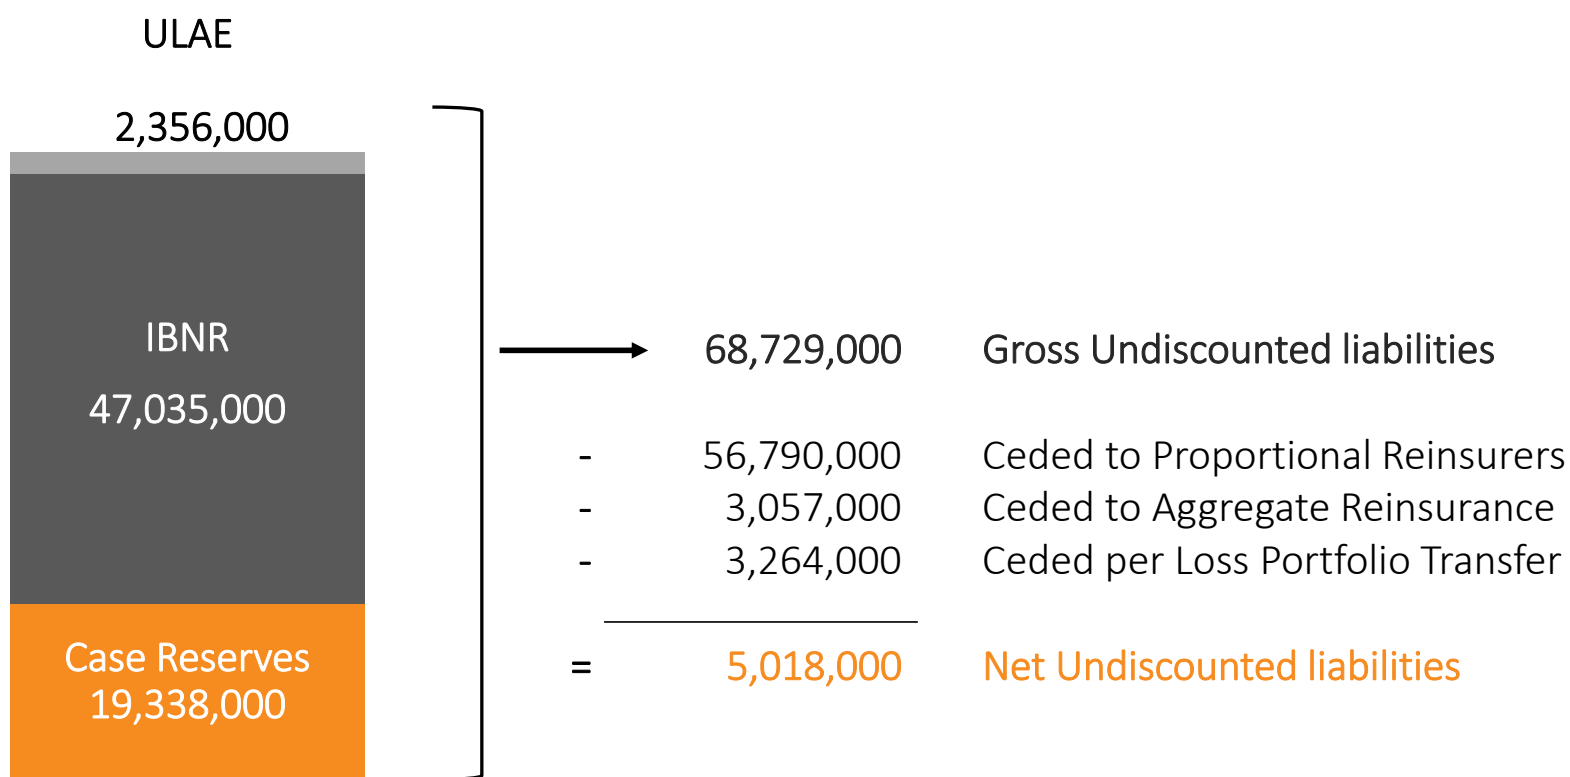 ULAE
2,356,000
IBNR
47,035,000
Case Reserves
19,338,000
68,729,000 Gross Undiscounted liabilities
- 56,790,000 Ceded to Proportional Reinsurers
- 3,057,000 Ceded to Aggregate Reinsurance
- 3,264,000 Ceded per Loss Portfolio Transfer
= 5,018,000 Net Undiscounted liabilities